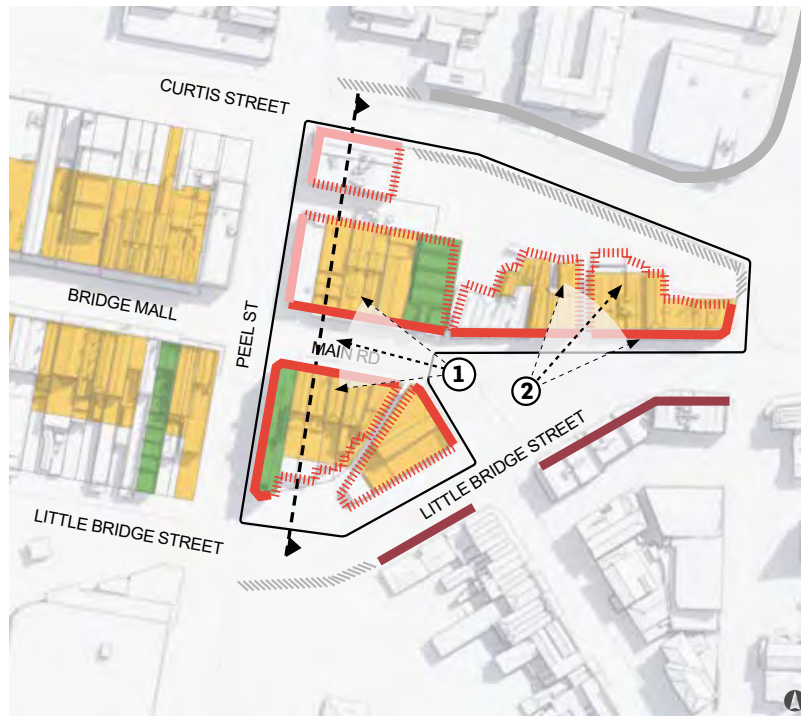 CURTIS STREET
BRIDGE MALL
PEEL ST
MAIN RD
1
2
LITTLE BRIDGE STREET
LITTLE BRIDGE STREET